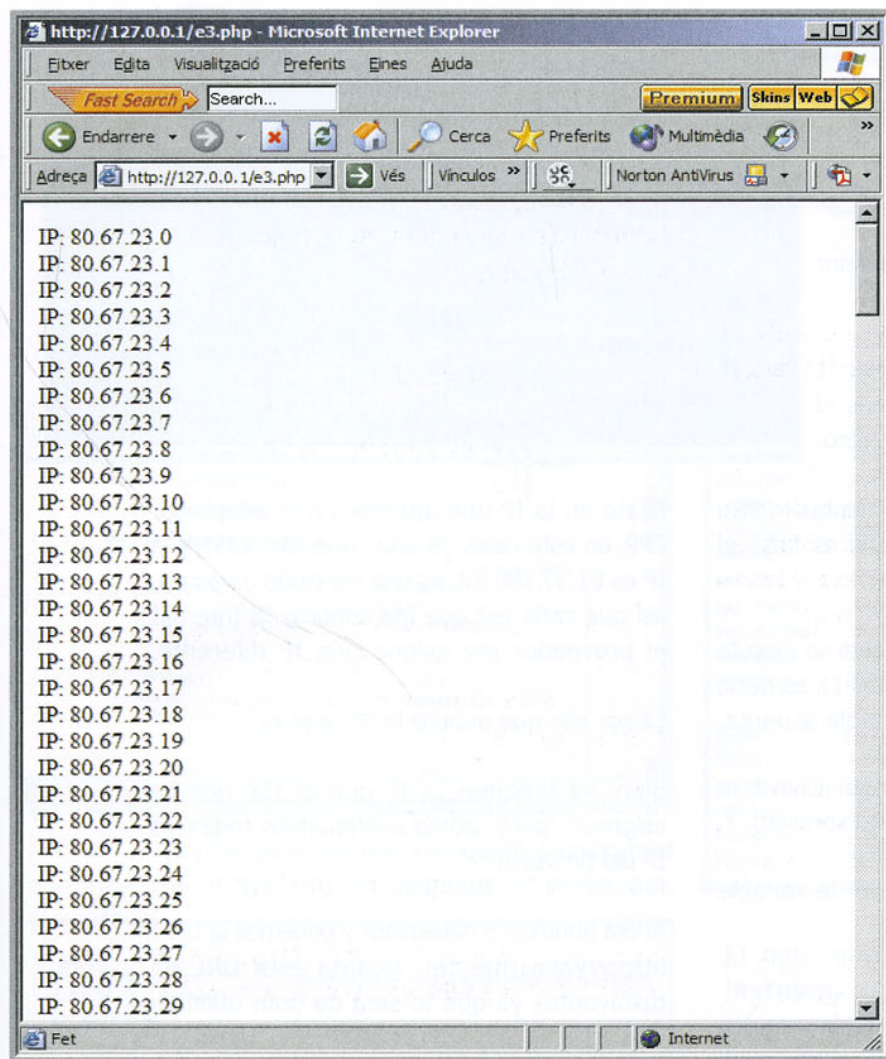 http://127.0.0.1/e3.php - Microsoft Internet Explorer
Fitxer Edita Visualització Preferits Eines Ajuda
Fast Search Search... Premium Skins Web
Endarrere Cerca Preferits Multimèdia »
Adreça http://127.0.0.1/e3.php Vés Vínculos » Norton AntiVirus
IP: 80.67.23.0
IP: 80.67.23.1
IP: 80.67.23.2
IP: 80.67.23.3
IP: 80.67.23.4
IP: 80.67.23.5
IP: 80.67.23.6
IP: 80.67.23.7
IP: 80.67.23.8
IP: 80.67.23.9
IP: 80.67.23.10
IP: 80.67.23.11
IP: 80.67.23.12
IP: 80.67.23.13
IP: 80.67.23.14
IP: 80.67.23.15
IP: 80.67.23.16
IP: 80.67.23.17
IP: 80.67.23.18
IP: 80.67.23.19
IP: 80.67.23.20
IP: 80.67.23.21
IP: 80.67.23.22
IP: 80.67.23.23
IP: 80.67.23.24
IP: 80.67.23.25
IP: 80.67.23.26
IP: 80.67.23.27
IP: 80.67.23.28
IP: 80.67.23.29
Fet Internet